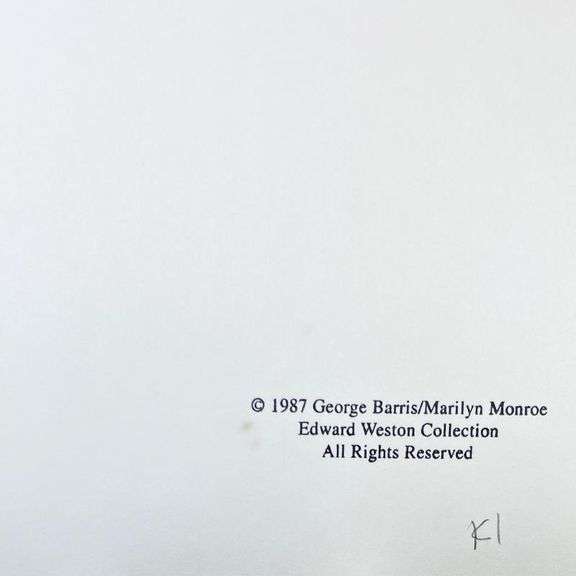 © 1987 George Barris/Marilyn Monroe
Edward Weston Collection
All Rights Reserved
K1